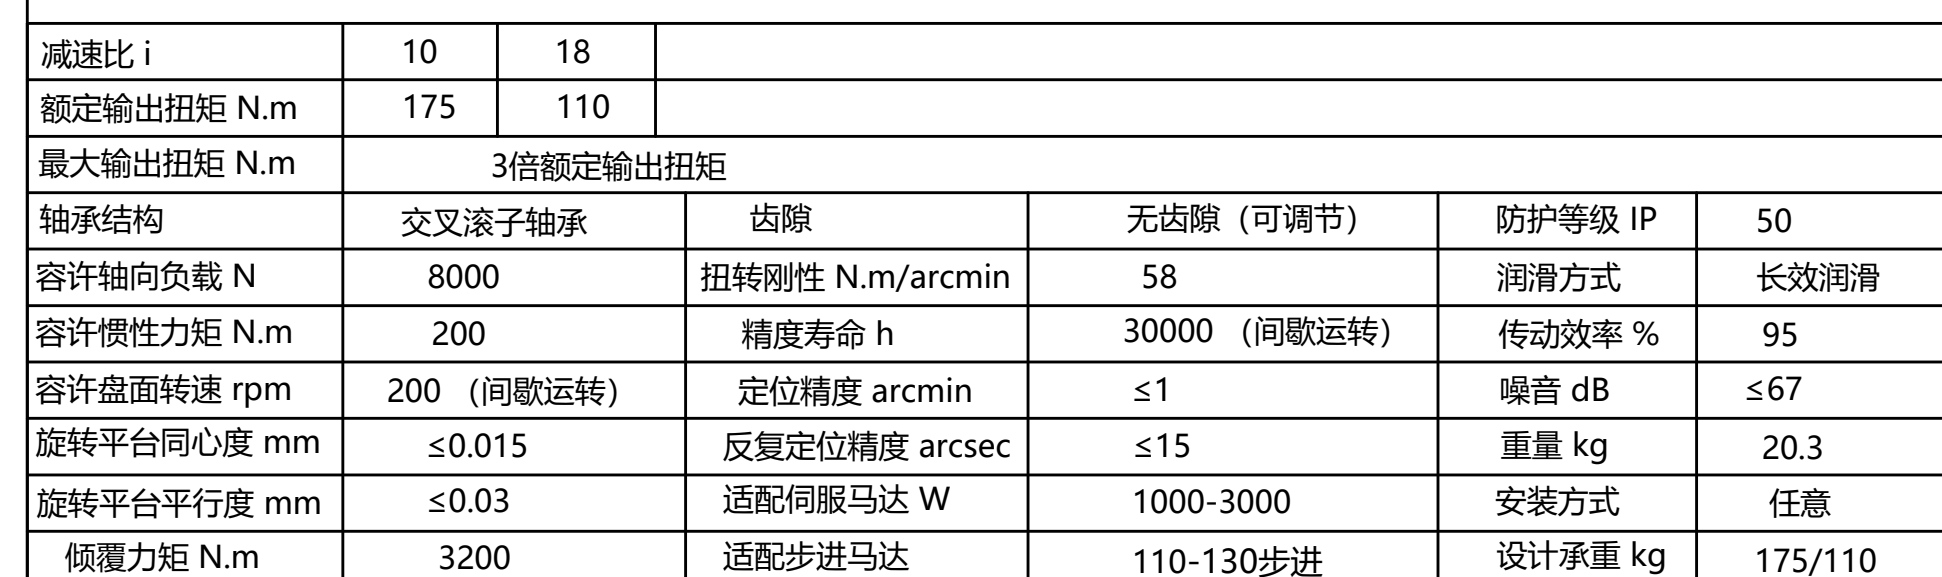 减速比 i 10 18
额定输出扭矩 N.m 175 110
最大输出扭矩 N.m 3倍额定输出扭矩
轴承结构 交叉滚子轴承 齿隙 无齿隙（可调节） 防护等级 IP 50
容许轴向负载 N 8000 扭转刚性 N.m/arcmin 58 润滑方式 长效润滑
容许惯性力矩 N.m 200 精度寿命 h 30000 （间歇运转） 传动效率 % 95
容许盘面转速 rpm 200 （间歇运转） 定位精度 arcmin ≤1 噪音 dB ≤67
旋转平台同心度 mm ≤0.015 反复定位精度 arcsec ≤15 重量 kg 20.3
旋转平台平行度 mm ≤0.03 适配伺服马达 W 1000-3000 安装方式 任意
倾覆力矩 N.m 3200 适配步进马达 110-130步进 设计承重 kg 175/110